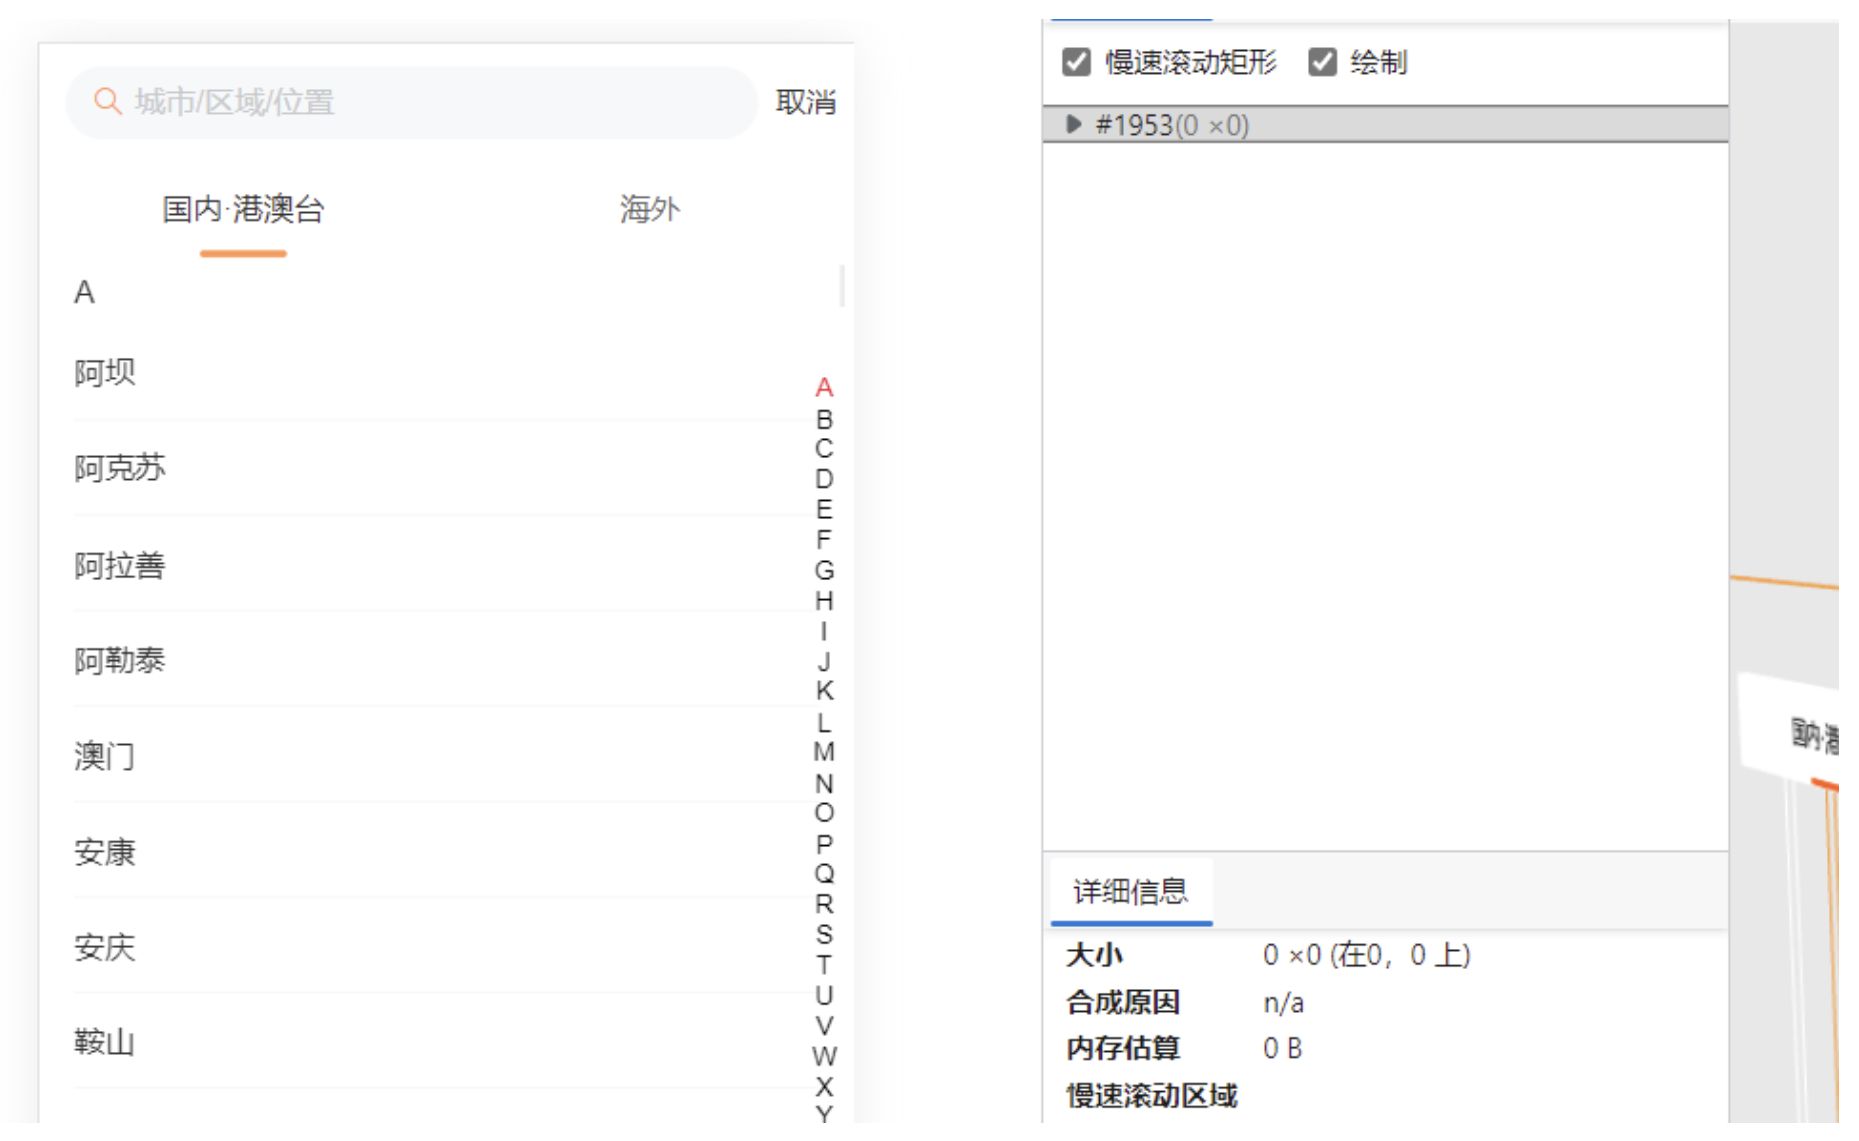 城市/区域/位置 取消
国内·港澳台 海外
A
阿坝
阿克苏
阿拉善
阿勒泰
澳门
安康
安庆
鞍山
A
B
C
D
E
F
G
H
I
J
K
L
M
N
O
P
Q
R
S
T
U
V
W
X
Y
慢速滚动矩形 绘制
#1953(0 ×0)
详细信息
大小 0 ×0 (在0, 0 上)
合成原因 n/a
内存估算 0 B
慢速滚动区域
国内·港